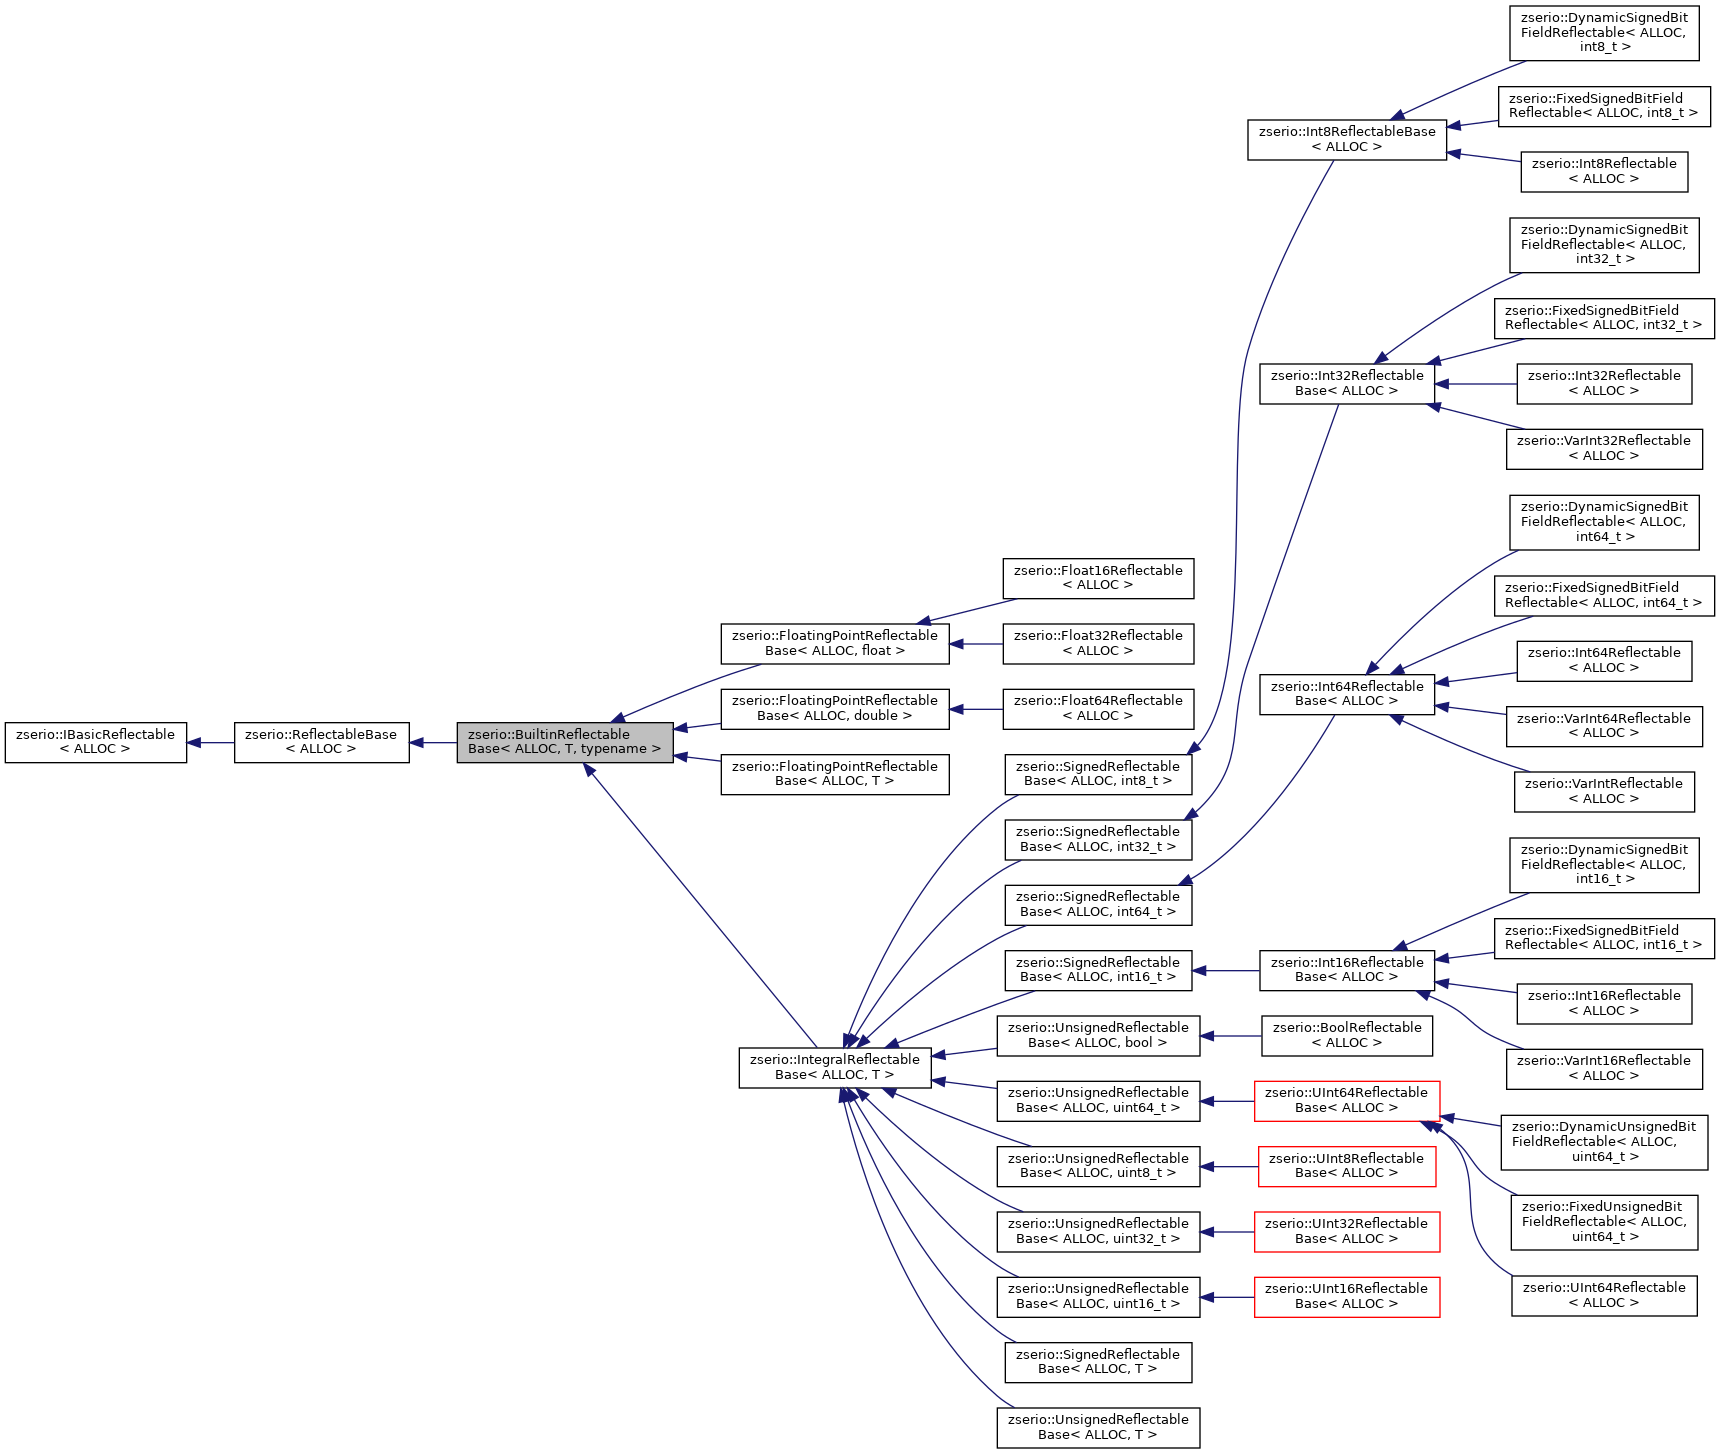 zserio::IBasicReflectable
< ALLOC >
zserio::ReflectableBase
< ALLOC >
zserio::BuiltinReflectable
Base< ALLOC, T, typename >
zserio::FloatingPointReflectable
Base< ALLOC, float >
zserio::FloatingPointReflectable
Base< ALLOC, double >
zserio::FloatingPointReflectable
Base< ALLOC, T >
zserio::IntegralReflectable
Base< ALLOC, T >
zserio::Float16Reflectable
< ALLOC >
zserio::Float32Reflectable
< ALLOC >
zserio::Float64Reflectable
< ALLOC >
zserio::SignedReflectable
Base< ALLOC, int8_t >
zserio::SignedReflectable
Base< ALLOC, int32_t >
zserio::SignedReflectable
Base< ALLOC, int64_t >
zserio::SignedReflectable
Base< ALLOC, int16_t >
zserio::UnsignedReflectable
Base< ALLOC, bool >
zserio::UnsignedReflectable
Base< ALLOC, uint64_t >
zserio::UnsignedReflectable
Base< ALLOC, uint8_t >
zserio::UnsignedReflectable
Base< ALLOC, uint32_t >
zserio::UnsignedReflectable
Base< ALLOC, uint16_t >
zserio::SignedReflectable
Base< ALLOC, T >
zserio::UnsignedReflectable
Base< ALLOC, T >
zserio::Int8ReflectableBase
< ALLOC >
zserio::Int32Reflectable
Base< ALLOC >
zserio::Int64Reflectable
Base< ALLOC >
zserio::Int16Reflectable
Base< ALLOC >
zserio::BoolReflectable
< ALLOC >
zserio::UInt64Reflectable
Base< ALLOC >
zserio::UInt8Reflectable
Base< ALLOC >
zserio::UInt32Reflectable
Base< ALLOC >
zserio::UInt16Reflectable
Base< ALLOC >
zserio::DynamicSignedBit
FieldReflectable< ALLOC,
int8_t >
zserio::FixedSignedBitField
Reflectable< ALLOC, int8_t >
zserio::Int8Reflectable
< ALLOC >
zserio::DynamicSignedBit
FieldReflectable< ALLOC,
int32_t >
zserio::FixedSignedBitField
Reflectable< ALLOC, int32_t >
zserio::Int32Reflectable
< ALLOC >
zserio::VarInt32Reflectable
< ALLOC >
zserio::DynamicSignedBit
FieldReflectable< ALLOC,
int64_t >
zserio::FixedSignedBitField
Reflectable< ALLOC, int64_t >
zserio::Int64Reflectable
< ALLOC >
zserio::VarInt64Reflectable
< ALLOC >
zserio::VarIntReflectable
< ALLOC >
zserio::DynamicSignedBit
FieldReflectable< ALLOC,
int16_t >
zserio::FixedSignedBitField
Reflectable< ALLOC, int16_t >
zserio::Int16Reflectable
< ALLOC >
zserio::VarInt16Reflectable
< ALLOC >
zserio::DynamicUnsignedBit
FieldReflectable< ALLOC,
uint64_t >
zserio::FixedUnsignedBit
FieldReflectable< ALLOC,
uint64_t >
zserio::UInt64Reflectable
< ALLOC >